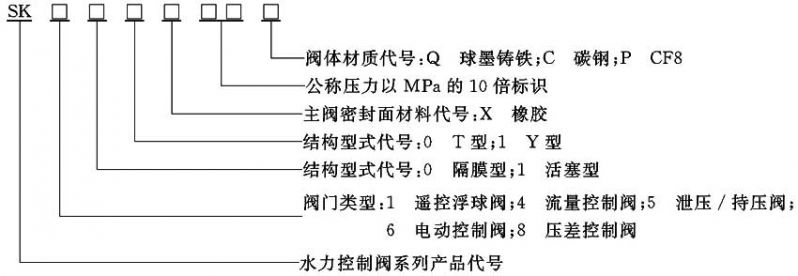 SK □ □ □ □ □□ □
阀体材质代号:Q 球墨铸铁;C 碳钢;P CF8
公称压力以 MPa 的 10 倍标识
主阀密封面材料代号:X 橡胶
结构型式代号:0 T 型;1 Y 型
结构型式代号:0 隔膜型;1 活塞型
阀门类型:1 遥控浮球阀;4 流量控制阀;5 泄压/持压阀;
6 电动控制阀;8 压差控制阀
水力控制阀系列产品代号